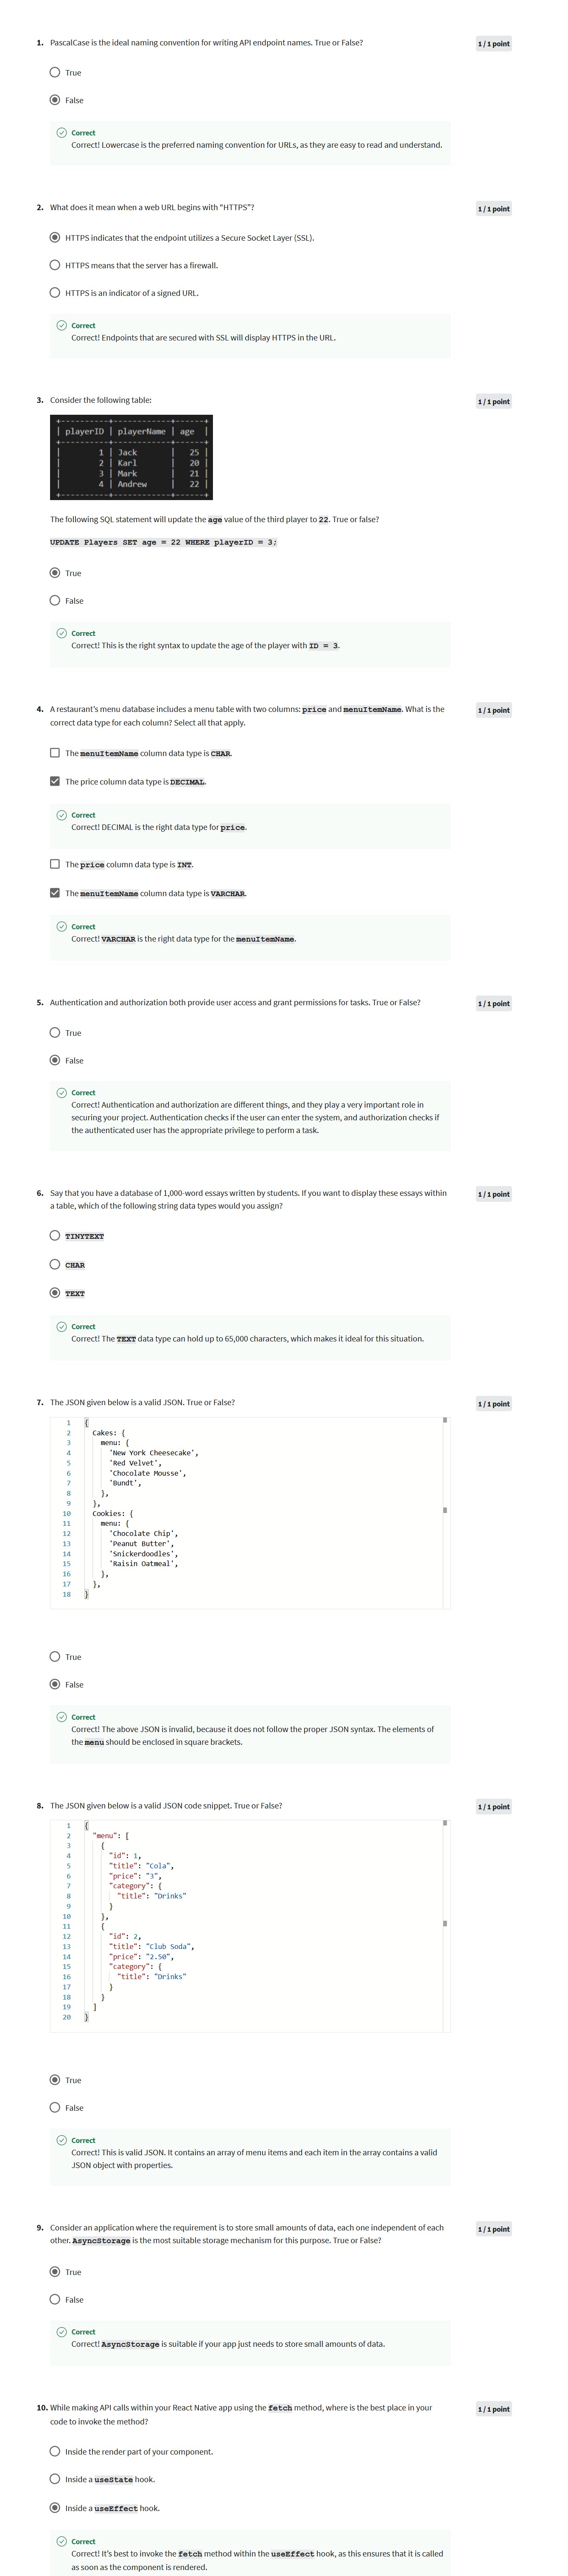 1. PascalCase is the ideal naming convention for writing API endpoint names. True or False?
1 / 1 point
True
False
Correct
Correct! Lowercase is the preferred naming convention for URLs, as they are easy to read and understand.
2. What does it mean when a web URL begins with "HTTPS"?
1 / 1 point
HTTPS indicates that the endpoint utilizes a Secure Socket Layer (SSL).
HTTPS means that the server has a firewall.
HTTPS is an indicator of a signed URL.
Correct
Correct! Endpoints that are secured with SSL will display HTTPS in the URL.
3. Consider the following table:
1 / 1 point
+----------+------------+------+
| playerID | playerName | age |
+----------+------------+------+
| 1 | Jack | 25 |
| 2 | Karl | 20 |
| 3 | Mark | 21 |
| 4 | Andrew | 22 |
+----------+------------+------+
The following SQL statement will update the age value of the third player to 22. True or false?
UPDATE Players SET age = 22 WHERE playerID = 3;
True
False
Correct
Correct! This is the right syntax to update the age of the player with ID = 3.
4. A restaurant's menu database includes a menu table with two columns: price and menuItemName. What is the
correct data type for each column? Select all that apply.
1 / 1 point
The menuItemName column data type is CHAR.
The price column data type is DECIMAL.
Correct
Correct! DECIMAL is the right data type for price.
The price column data type is INT.
The menuItemName column data type is VARCHAR.
Correct
Correct! VARCHAR is the right data type for the menuItemName.
5. Authentication and authorization both provide user access and grant permissions for tasks. True or False?
1 / 1 point
True
False
Correct
Correct! Authentication and authorization are different things, and they play a very important role in
securing your project. Authentication checks if the user can enter the system, and authorization checks if
the authenticated user has the appropriate privilege to perform a task.
6. Say that you have a database of 1,000-word essays written by students. If you want to display these essays within
a table, which of the following string data types would you assign?
1 / 1 point
TINYTEXT
CHAR
TEXT
Correct
Correct! The TEXT data type can hold up to 65,000 characters, which makes it ideal for this situation.
7. The JSON given below is a valid JSON. True or False?
1 / 1 point
1 {
2 Cakes: {
3 menu: {
4 'New York Cheesecake',
5 'Red Velvet',
6 'Chocolate Mousse',
7 'Bundt',
8 },
9 },
10 Cookies: {
11 menu: {
12 'Chocolate Chip',
13 'Peanut Butter',
14 'Snickerdoodles',
15 'Raisin Oatmeal',
16 },
17 },
18 }
True
False
Correct
Correct! The above JSON is invalid, because it does not follow the proper JSON syntax. The elements of
the menu should be enclosed in square brackets.
8. The JSON given below is a valid JSON code snippet. True or False?
1 / 1 point
1 {
2 "menu": [
3 {
4 "id": 1,
5 "title": "Cola",
6 "price": "3",
7 "category": {
8 "title": "Drinks"
9 }
10 },
11 {
12 "id": 2,
13 "title": "Club Soda",
14 "price": "2.50",
15 "category": {
16 "title": "Drinks"
17 }
18 }
19 ]
20 }
True
False
Correct
Correct! This is valid JSON. It contains an array of menu items and each item in the array contains a valid
JSON object with properties.
9. Consider an application where the requirement is to store small amounts of data, each one independent of each
other. AsyncStorage is the most suitable storage mechanism for this purpose. True or False?
1 / 1 point
True
False
Correct
Correct! AsyncStorage is suitable if your app just needs to store small amounts of data.
10. While making API calls within your React Native app using the fetch method, where is the best place in your
code to invoke the method?
1 / 1 point
Inside the render part of your component.
Inside a useState hook.
Inside a useEffect hook.
Correct
Correct! It's best to invoke the fetch method within the useEffect hook, as this ensures that it is called
as soon as the component is rendered.